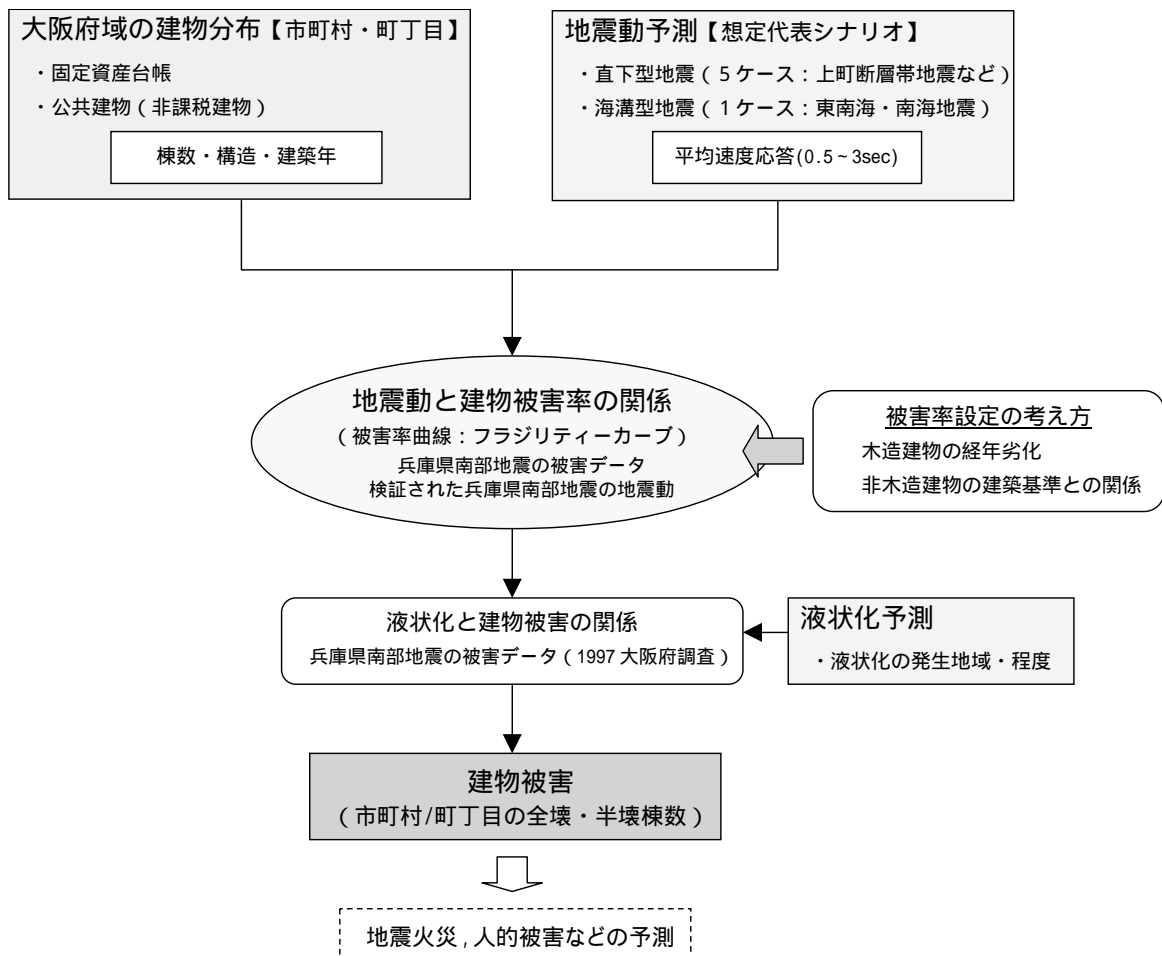 大阪府域の建物分布【市町村・町丁目】
・固定資産台帳
・公共建物(非課税建物)
棟数・構造・建築年
地震動予測【想定代表シナリオ】
・直下型地震(5ケース:上町断層帯地震など)
・海溝型地震(1ケース:東南海・南海地震)
平均速度応答(0.5~3sec)
地震動と建物被害率の関係
(被害率曲線:フラジリティーカーブ)
兵庫県南部地震の被害データ
検証された兵庫県南部地震の地震動
被害率設定の考え方
木造建物の経年劣化
非木造建物の建築基準との関係
液状化と建物被害の関係
兵庫県南部地震の被害データ(1997大阪府調査)
液状化予測
・液状化の発生地域・程度
建物被害
(市町村/町丁目の全壊・半壊棟数)
地震火災,人的被害などの予測